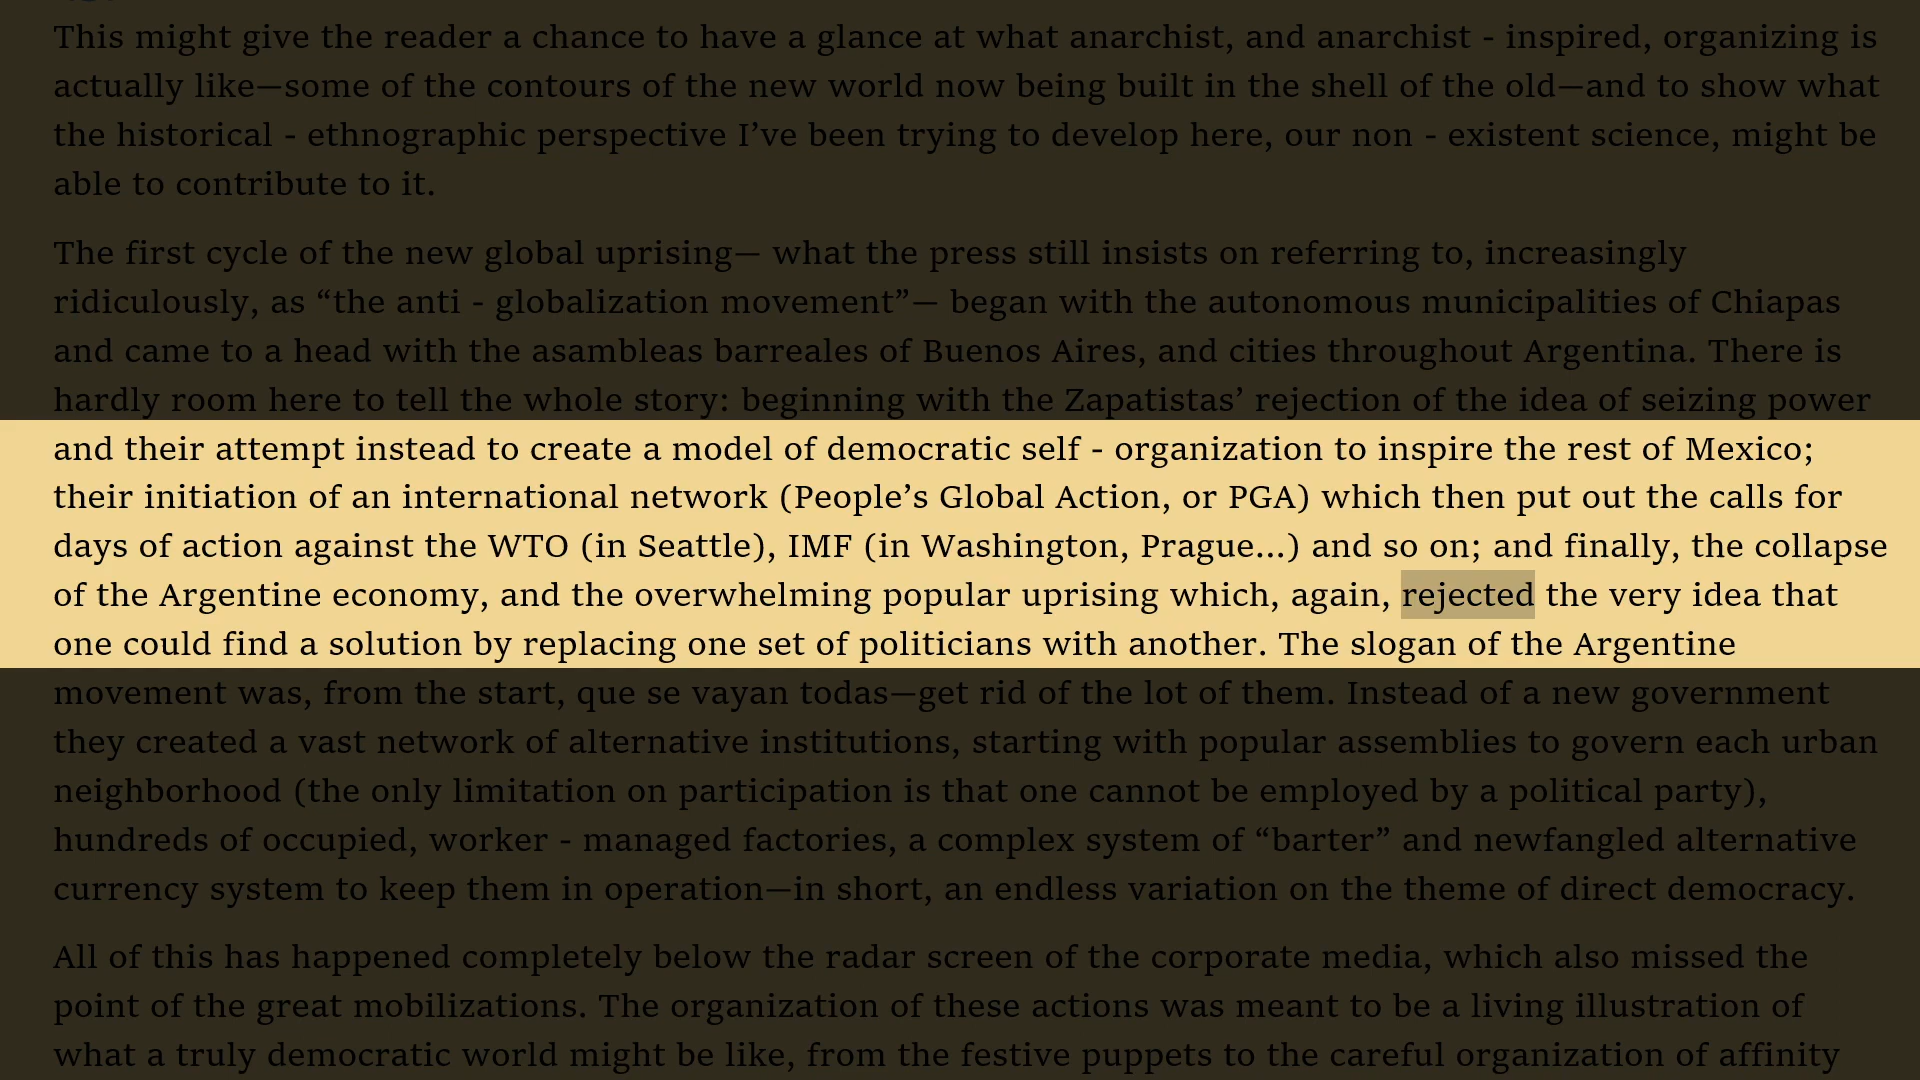 This might give the reader a chance to have a glance at what anarchist, and anarchist - inspired, organizing is
actually like—some of the contours of the new world now being built in the shell of the old—and to show what
the historical - ethnographic perspective I’ve been trying to develop here, our non - existent science, might be
able to contribute to it.
The first cycle of the new global uprising— what the press still insists on referring to, increasingly
ridiculously, as “the anti - globalization movement”— began with the autonomous municipalities of Chiapas
and came to a head with the asambleas barreales of Buenos Aires, and cities throughout Argentina. There is
hardly room here to tell the whole story: beginning with the Zapatistas’ rejection of the idea of seizing power
and their attempt instead to create a model of democratic self - organization to inspire the rest of Mexico;
their initiation of an international network (People’s Global Action, or PGA) which then put out the calls for
days of action against the WTO (in Seattle), IMF (in Washington, Prague...) and so on; and finally, the collapse
of the Argentine economy, and the overwhelming popular uprising which, again, rejected the very idea that
one could find a solution by replacing one set of politicians with another. The slogan of the Argentine
movement was, from the start, que se vayan todas—get rid of the lot of them. Instead of a new government
they created a vast network of alternative institutions, starting with popular assemblies to govern each urban
neighborhood (the only limitation on participation is that one cannot be employed by a political party),
hundreds of occupied, worker - managed factories, a complex system of “barter” and newfangled alternative
currency system to keep them in operation—in short, an endless variation on the theme of direct democracy.
All of this has happened completely below the radar screen of the corporate media, which also missed the
point of the great mobilizations. The organization of these actions was meant to be a living illustration of
what a truly democratic world might be like, from the festive puppets to the careful organization of affinity